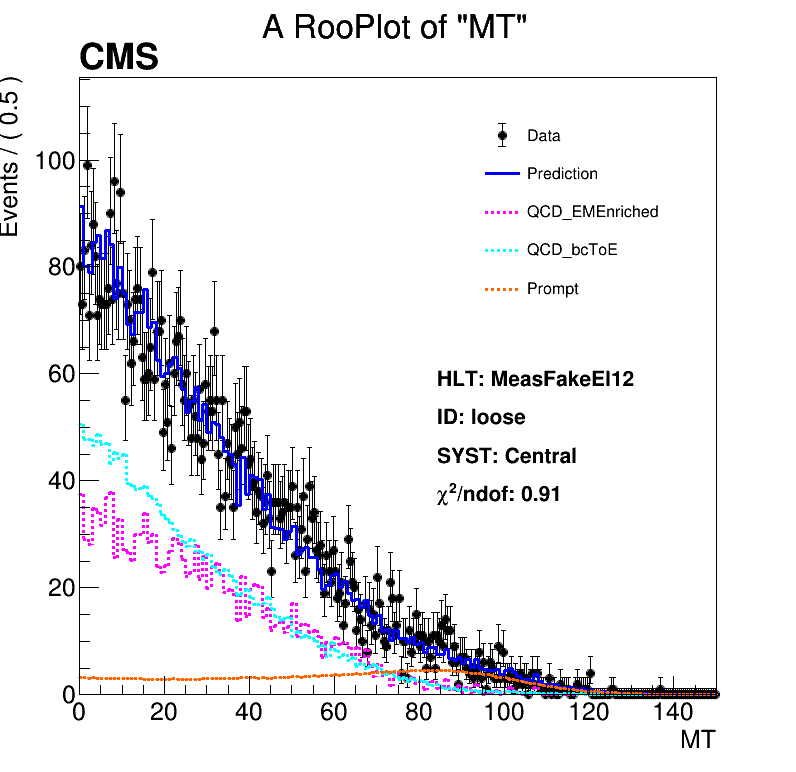 A RooPlot of "MT"
CMS
Events / ( 0.5 )
100
80
60
40
20
0
Data
Prediction
QCD_EMEnriched
QCD_bcToE
Prompt
HLT: MeasFakeEl12
ID: loose
SYST: Central
χ²/ndof: 0.91
0 20 40 60 80 100 120 140
MT